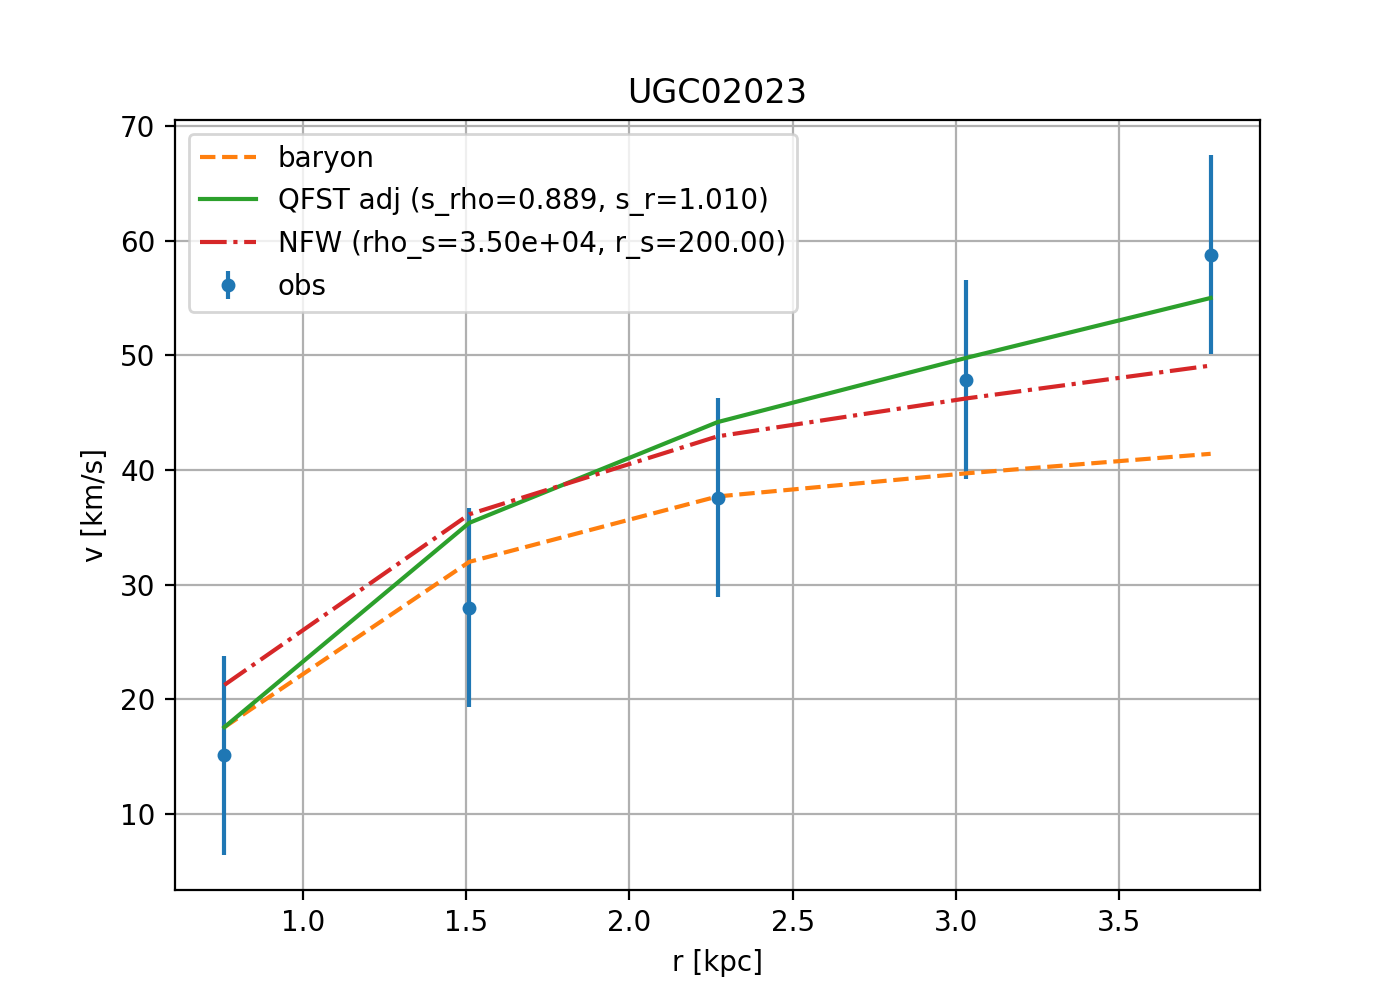 UGC02023
70
60
50
40
30
20
10
v [km/s]
baryon
QFST adj (s_rho=0.889, s_r=1.010)
NFW (rho_s=3.50e+04, r_s=200.00)
obs
1.0 1.5 2.0 2.5 3.0 3.5
r [kpc]